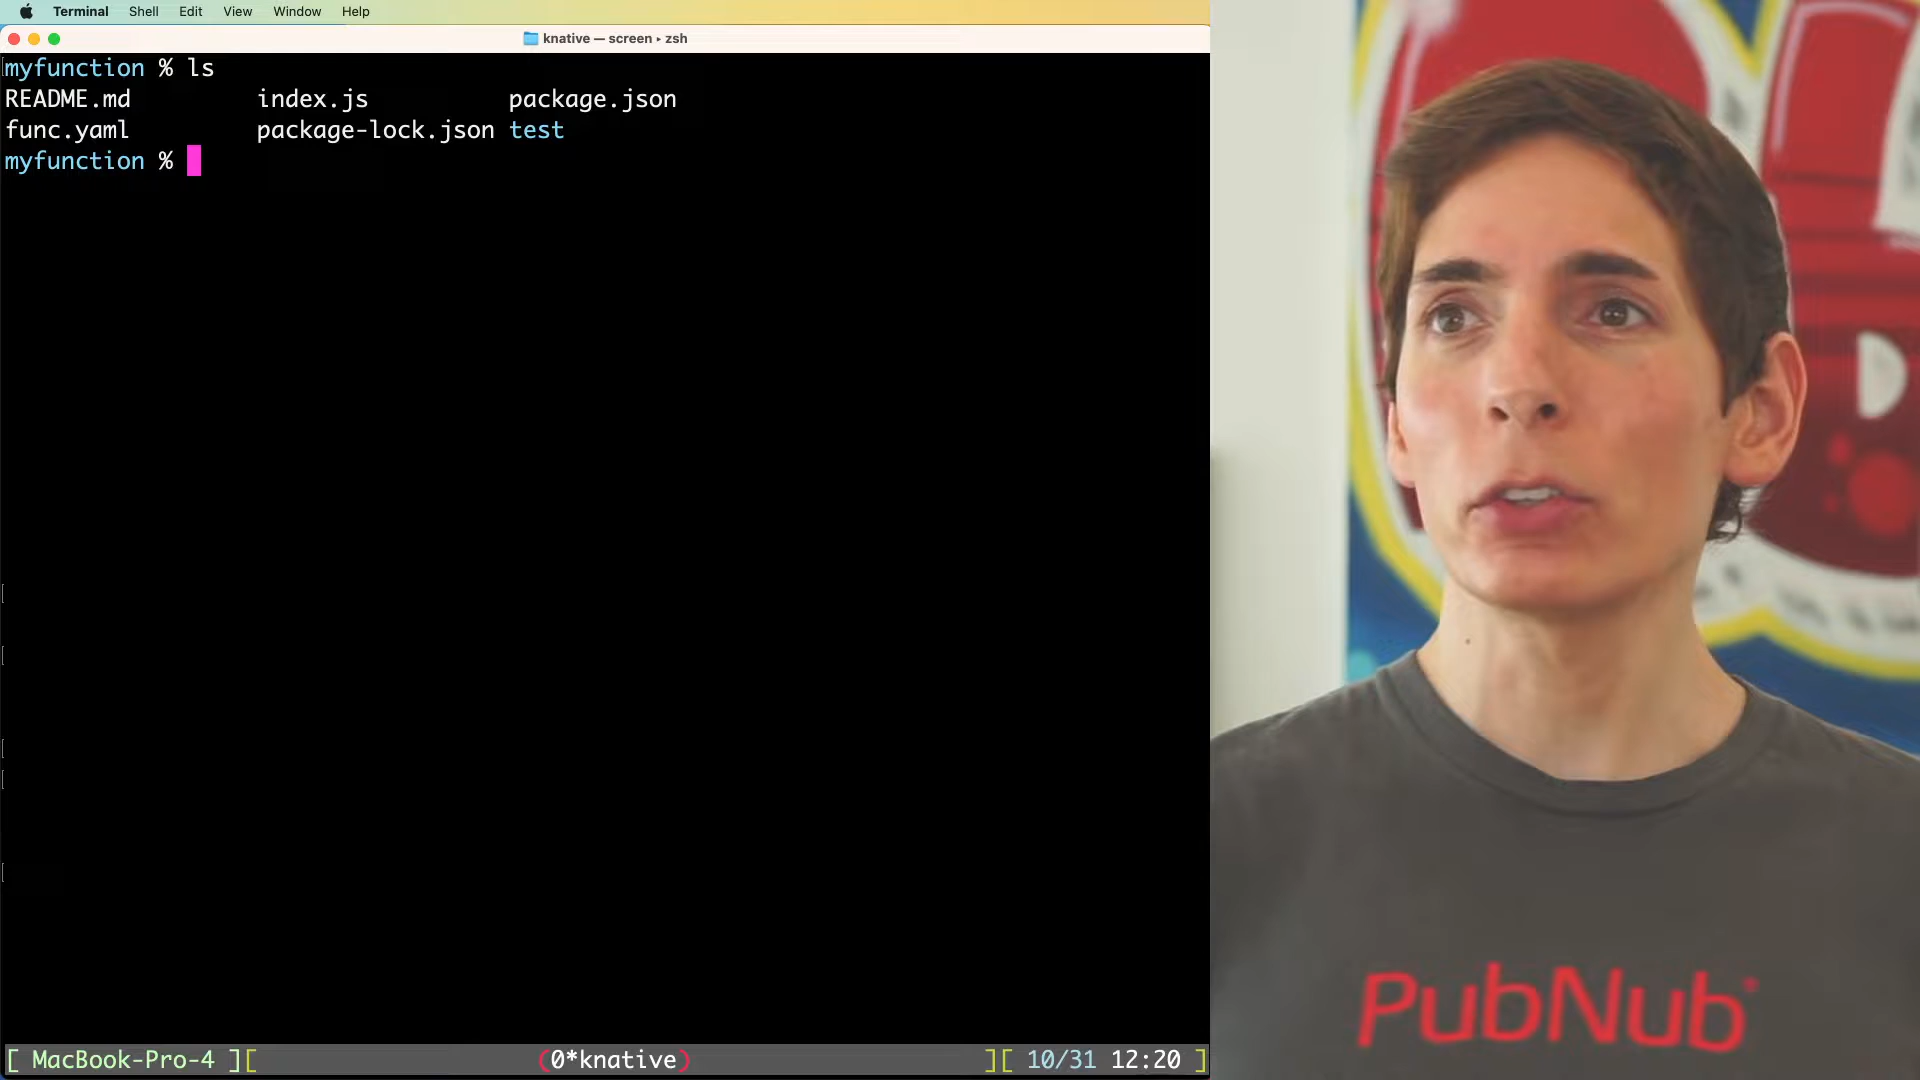 Terminal Shell Edit View Window Help
knative — screen ▸ zsh
myfunction % ls
README.md index.js package.json
func.yaml package-lock.json test
myfunction %
[ MacBook-Pro-4 ][ (0*knative) ][ 10/31 12:20 ]
PubNub